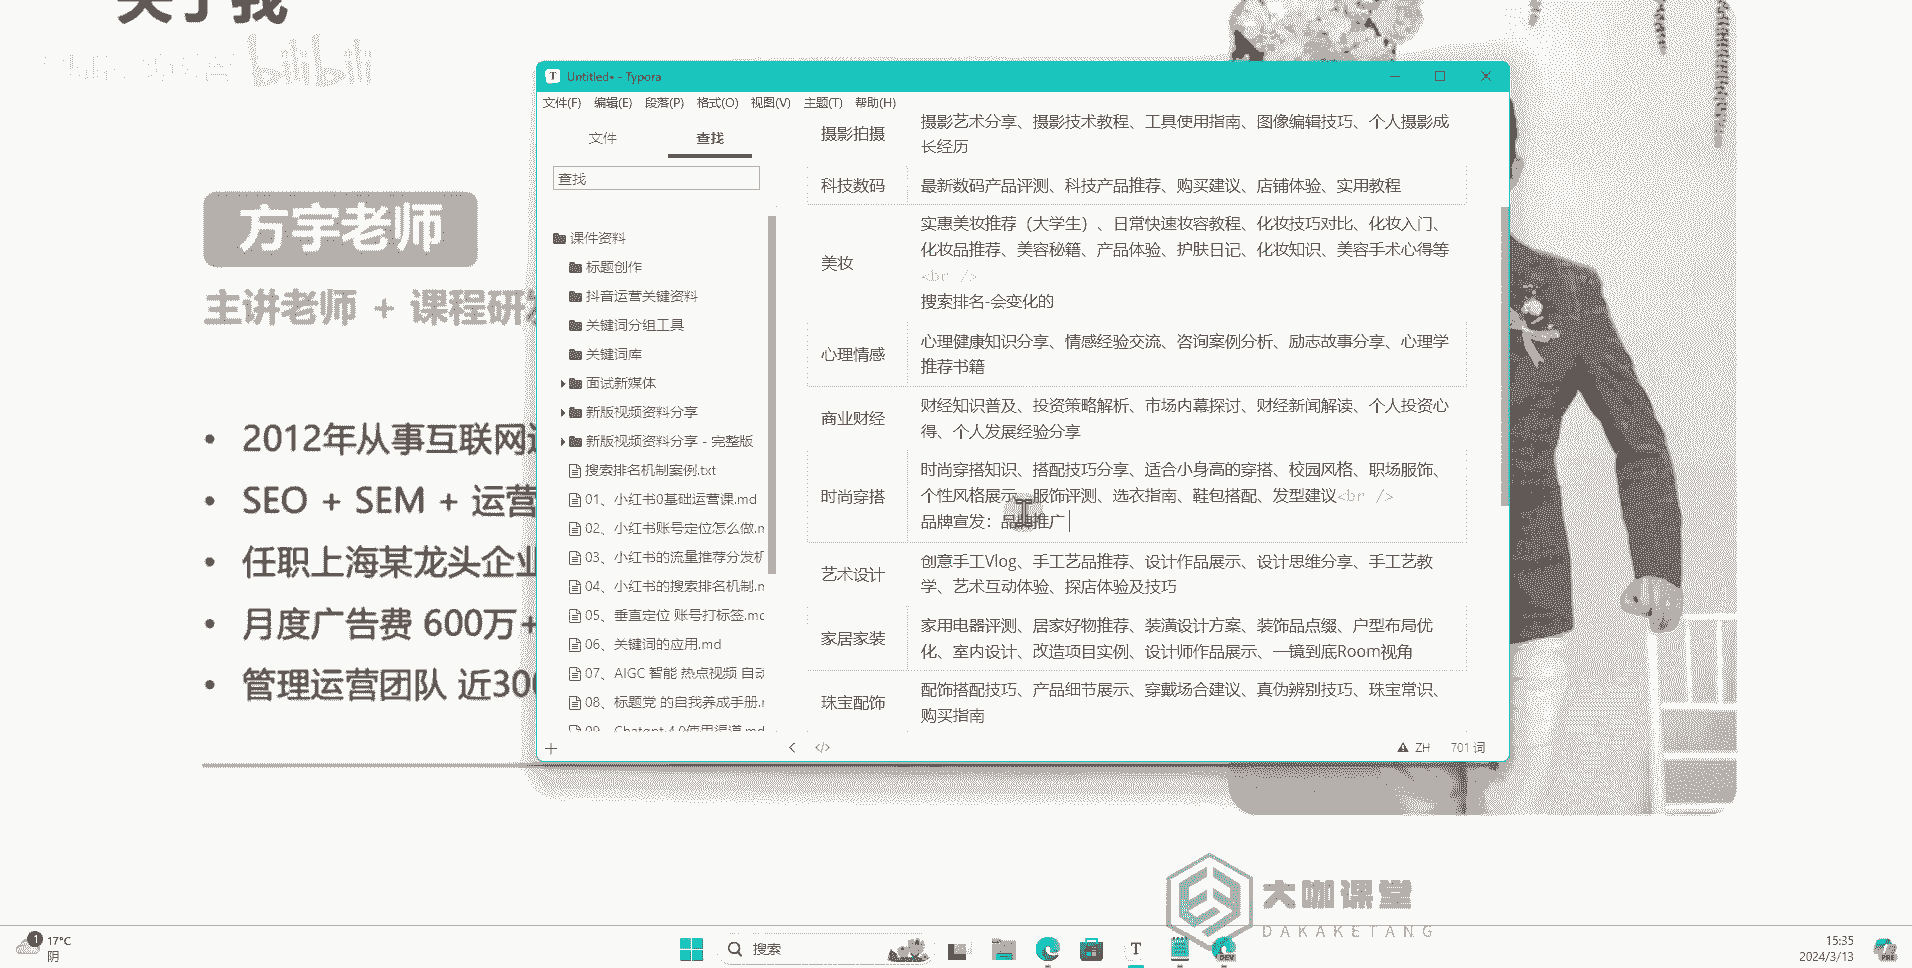 关于我
bilibili
方宇老师
主讲老师 + 课程研发
2012年从事互联网
SEO + SEM + 运营
任职上海某龙头企业
月度广告费 600万+
管理运营团队 近300
Untitled• - Typora
文件(F) 编辑(E) 段落(P) 格式(O) 视图(V) 主题(T) 帮助(H)
文件 查找
查找
课件资料
标题创作
抖音运营关键资料
关键词分组工具
关键词库
面试新媒体
新版视频资料分享
新版视频资料分享 - 完整版
搜索排名机制案例.txt
01、小红书0基础运营课.md
02、小红书账号定位怎么做.m
03、小红书的流量推荐分发机
04、小红书的搜索排名机制.m
05、垂直定位 账号打标签.mc
06、关键词的应用.md
07、AIGC 智能 热点视频 自动
08、标题党 的自我养成手册.r
09、Chatgpt 4.0使用渠道.md
摄影拍摄
摄影艺术分享、摄影技术教程、工具使用指南、图像编辑技巧、个人摄影成
长经历
科技数码
最新数码产品评测、科技产品推荐、购买建议、店铺体验、实用教程
美妆
实惠美妆推荐（大学生）、日常快速妆容教程、化妆技巧对比、化妆入门、
化妆品推荐、美容秘籍、产品体验、护肤日记、化妆知识、美容手术心得等
<br />
搜索排名-会变化的
心理情感
心理健康知识分享、情感经验交流、咨询案例分析、励志故事分享、心理学
推荐书籍
商业财经
财经知识普及、投资策略解析、市场内幕探讨、财经新闻解读、个人投资心
得、个人发展经验分享
时尚穿搭
时尚穿搭知识、搭配技巧分享、适合小身高的穿搭、校园风格、职场服饰、
个性风格展示、服饰评测、选衣指南、鞋包搭配、发型建议<br />
品牌宣发：品牌推广
艺术设计
创意手工Vlog、手工艺品推荐、设计作品展示、设计思维分享、手工艺教
学、艺术互动体验、探店体验及技巧
家居家装
家用电器评测、居家好物推荐、装潢设计方案、装饰品点缀、户型布局优
化、室内设计、改造项目实例、设计师作品展示、一镜到底Room视角
珠宝配饰
配饰搭配技巧、产品细节展示、穿戴场合建议、真伪辨别技巧、珠宝常识、
购买指南
ZH 701 词
大咖课堂
DAKAKETANG
1
17°C
阴
搜索
T
DEV
15:35
2024/3/13
PRE